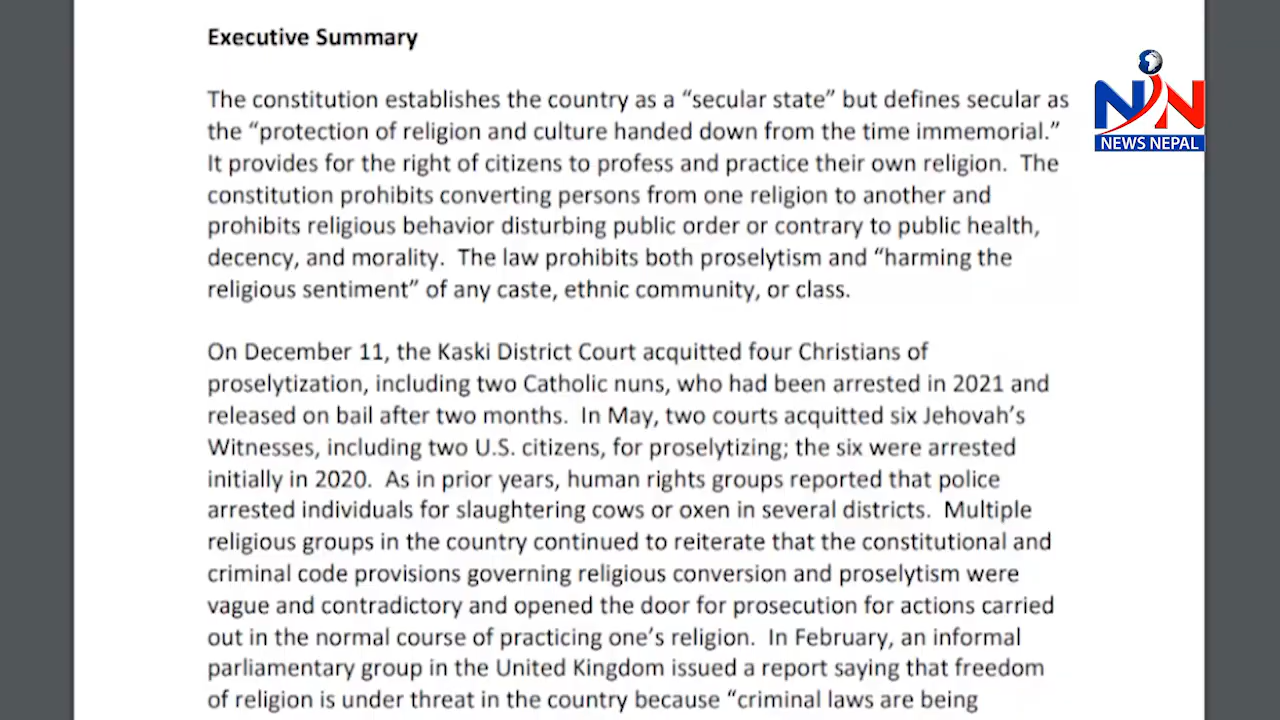 Executive Summary
The constitution establishes the country as a “secular state” but defines secular as
the “protection of religion and culture handed down from the time immemorial.”
It provides for the right of citizens to profess and practice their own religion. The
constitution prohibits converting persons from one religion to another and
prohibits religious behavior disturbing public order or contrary to public health,
decency, and morality. The law prohibits both proselytism and “harming the
religious sentiment” of any caste, ethnic community, or class.
On December 11, the Kaski District Court acquitted four Christians of
proselytization, including two Catholic nuns, who had been arrested in 2021 and
released on bail after two months. In May, two courts acquitted six Jehovah’s
Witnesses, including two U.S. citizens, for proselytizing; the six were arrested
initially in 2020. As in prior years, human rights groups reported that police
arrested individuals for slaughtering cows or oxen in several districts. Multiple
religious groups in the country continued to reiterate that the constitutional and
criminal code provisions governing religious conversion and proselytism were
vague and contradictory and opened the door for prosecution for actions carried
out in the normal course of practicing one’s religion. In February, an informal
parliamentary group in the United Kingdom issued a report saying that freedom
of religion is under threat in the country because “criminal laws are being
NN
NEWS NEPAL